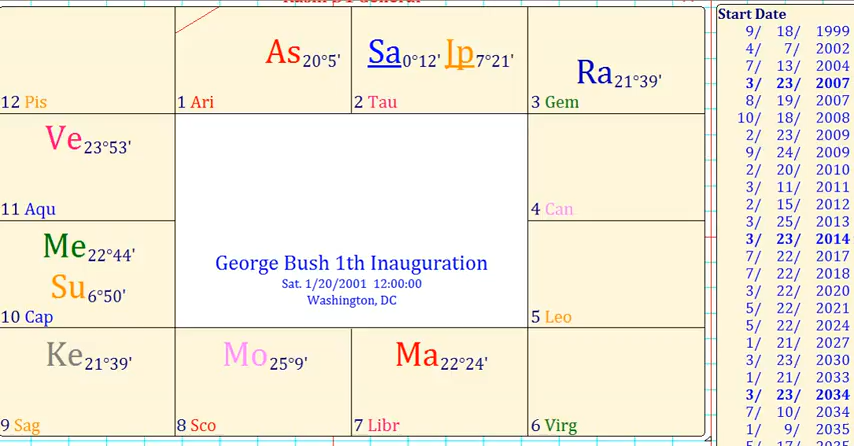 Start Date
9/ 18/ 1999
4/ 7/ 2002
7/ 13/ 2004
3/ 23/ 2007
8/ 19/ 2007
10/ 18/ 2008
2/ 23/ 2009
9/ 24/ 2009
2/ 20/ 2010
3/ 11/ 2011
2/ 15/ 2012
3/ 25/ 2013
3/ 23/ 2014
7/ 22/ 2017
7/ 22/ 2018
3/ 22/ 2020
5/ 22/ 2021
5/ 22/ 2024
1/ 21/ 2027
3/ 23/ 2030
1/ 21/ 2033
3/ 23/ 2034
7/ 10/ 2034
1/ 9/ 2035
As20°5'
Sa0°12' Jp7°21'
Ra21°39'
12 Pis
1 Ari
2 Tau
3 Gem
Ve23°53'
11 Aqu
4 Can
Me22°44'
Su6°50'
10 Cap
George Bush 1th Inauguration
Sat. 1/20/2001 12:00:00
Washington, DC
5 Leo
Ke21°39'
9 Sag
Mo25°9'
8 Sco
Ma22°24'
7 Libr
6 Virg